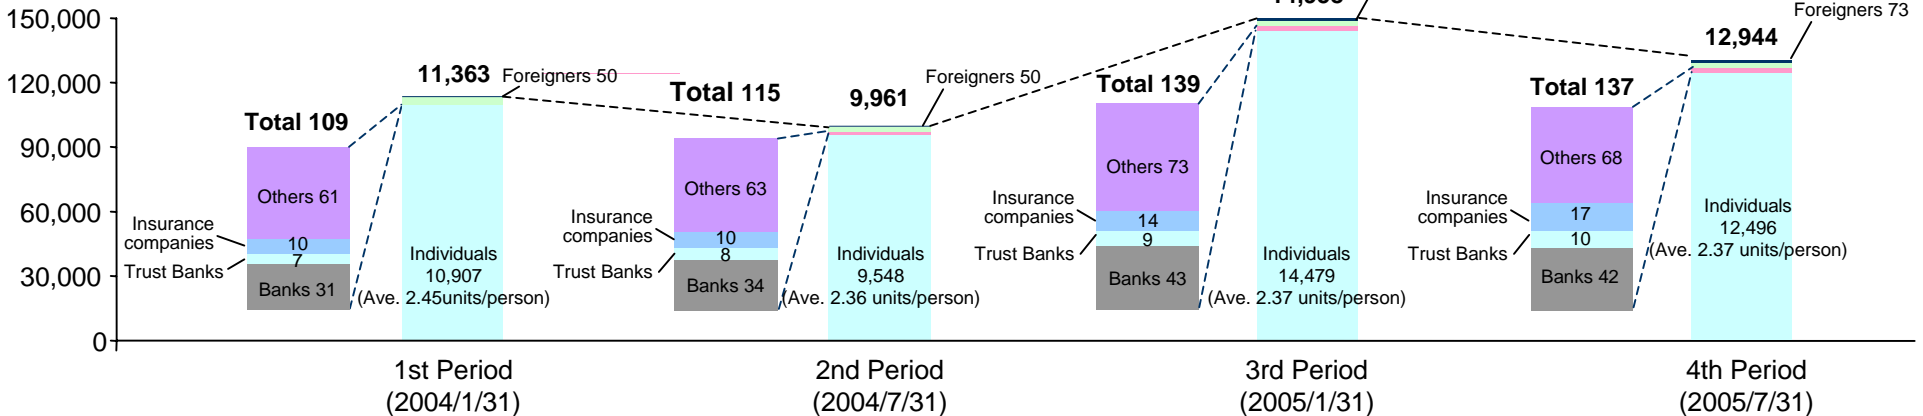 150,000
120,000
90,000
60,000
30,000
0
Total 109
Others 61
Insurance
companies
10
Trust Banks
7
Banks 31
11,363
Foreigners 50
Individuals
10,907
(Ave. 2.45units/person)
1st Period
(2004/1/31)
Total 115
Others 63
Insurance
companies
10
Trust Banks
8
Banks 34
9,961
Foreigners 50
Individuals
9,548
(Ave. 2.36 units/person)
2nd Period
(2004/7/31)
Total 139
Others 73
Insurance
companies
14
Trust Banks
9
Banks 43
Individuals
14,479
(Ave. 2.37 units/person)
3rd Period
(2005/1/31)
Total 137
Others 68
Insurance
companies
17
Trust Banks
10
Banks 42
12,944
Foreigners 73
Individuals
12,496
(Ave. 2.37 units/person)
4th Period
(2005/7/31)